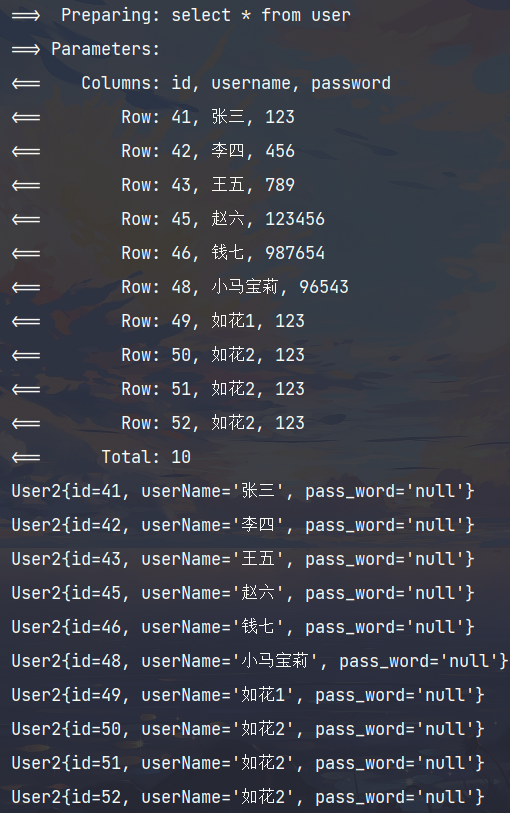 ==>  Preparing: select * from user
==> Parameters:
<==    Columns: id, username, password
<==        Row: 41, 张三, 123
<==        Row: 42, 李四, 456
<==        Row: 43, 王五, 789
<==        Row: 45, 赵六, 123456
<==        Row: 46, 钱七, 987654
<==        Row: 48, 小马宝莉, 96543
<==        Row: 49, 如花1, 123
<==        Row: 50, 如花2, 123
<==        Row: 51, 如花2, 123
<==        Row: 52, 如花2, 123
<==      Total: 10
User2{id=41, userName='张三', pass_word='null'}
User2{id=42, userName='李四', pass_word='null'}
User2{id=43, userName='王五', pass_word='null'}
User2{id=45, userName='赵六', pass_word='null'}
User2{id=46, userName='钱七', pass_word='null'}
User2{id=48, userName='小马宝莉', pass_word='null'}
User2{id=49, userName='如花1', pass_word='null'}
User2{id=50, userName='如花2', pass_word='null'}
User2{id=51, userName='如花2', pass_word='null'}
User2{id=52, userName='如花2', pass_word='null'}